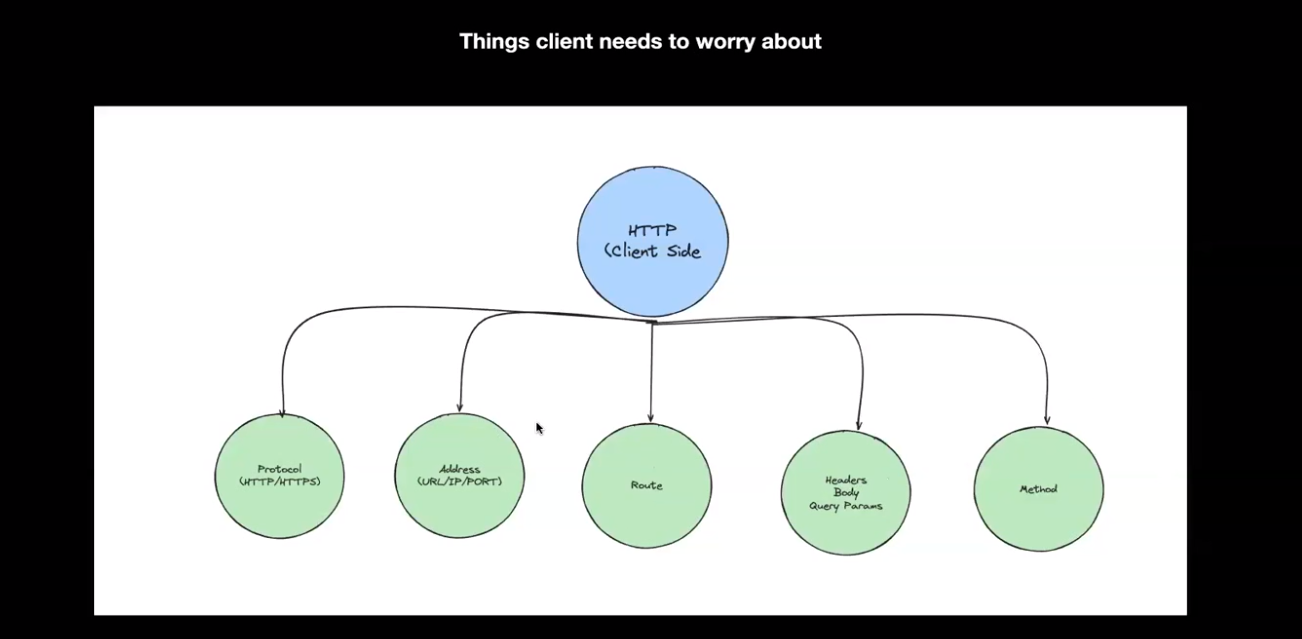 Things client needs to worry about
HTTP
(Client Side
Protocol
(HTTP/HTTPS)
Address
(URL/IP/PORT)
Route
Headers
Body
Query Params
Method